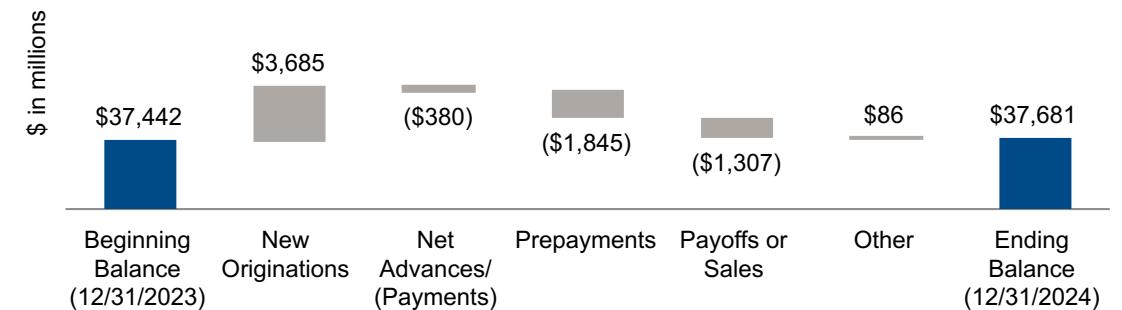 $ in millions
$37,442
$3,685
($380)
($1,845)
($1,307)
$86
$37,681
Beginning
Balance
(12/31/2023)
New
Originations
Net
Advances/
(Payments)
Prepayments
Payoffs or
Sales
Other
Ending
Balance
(12/31/2024)